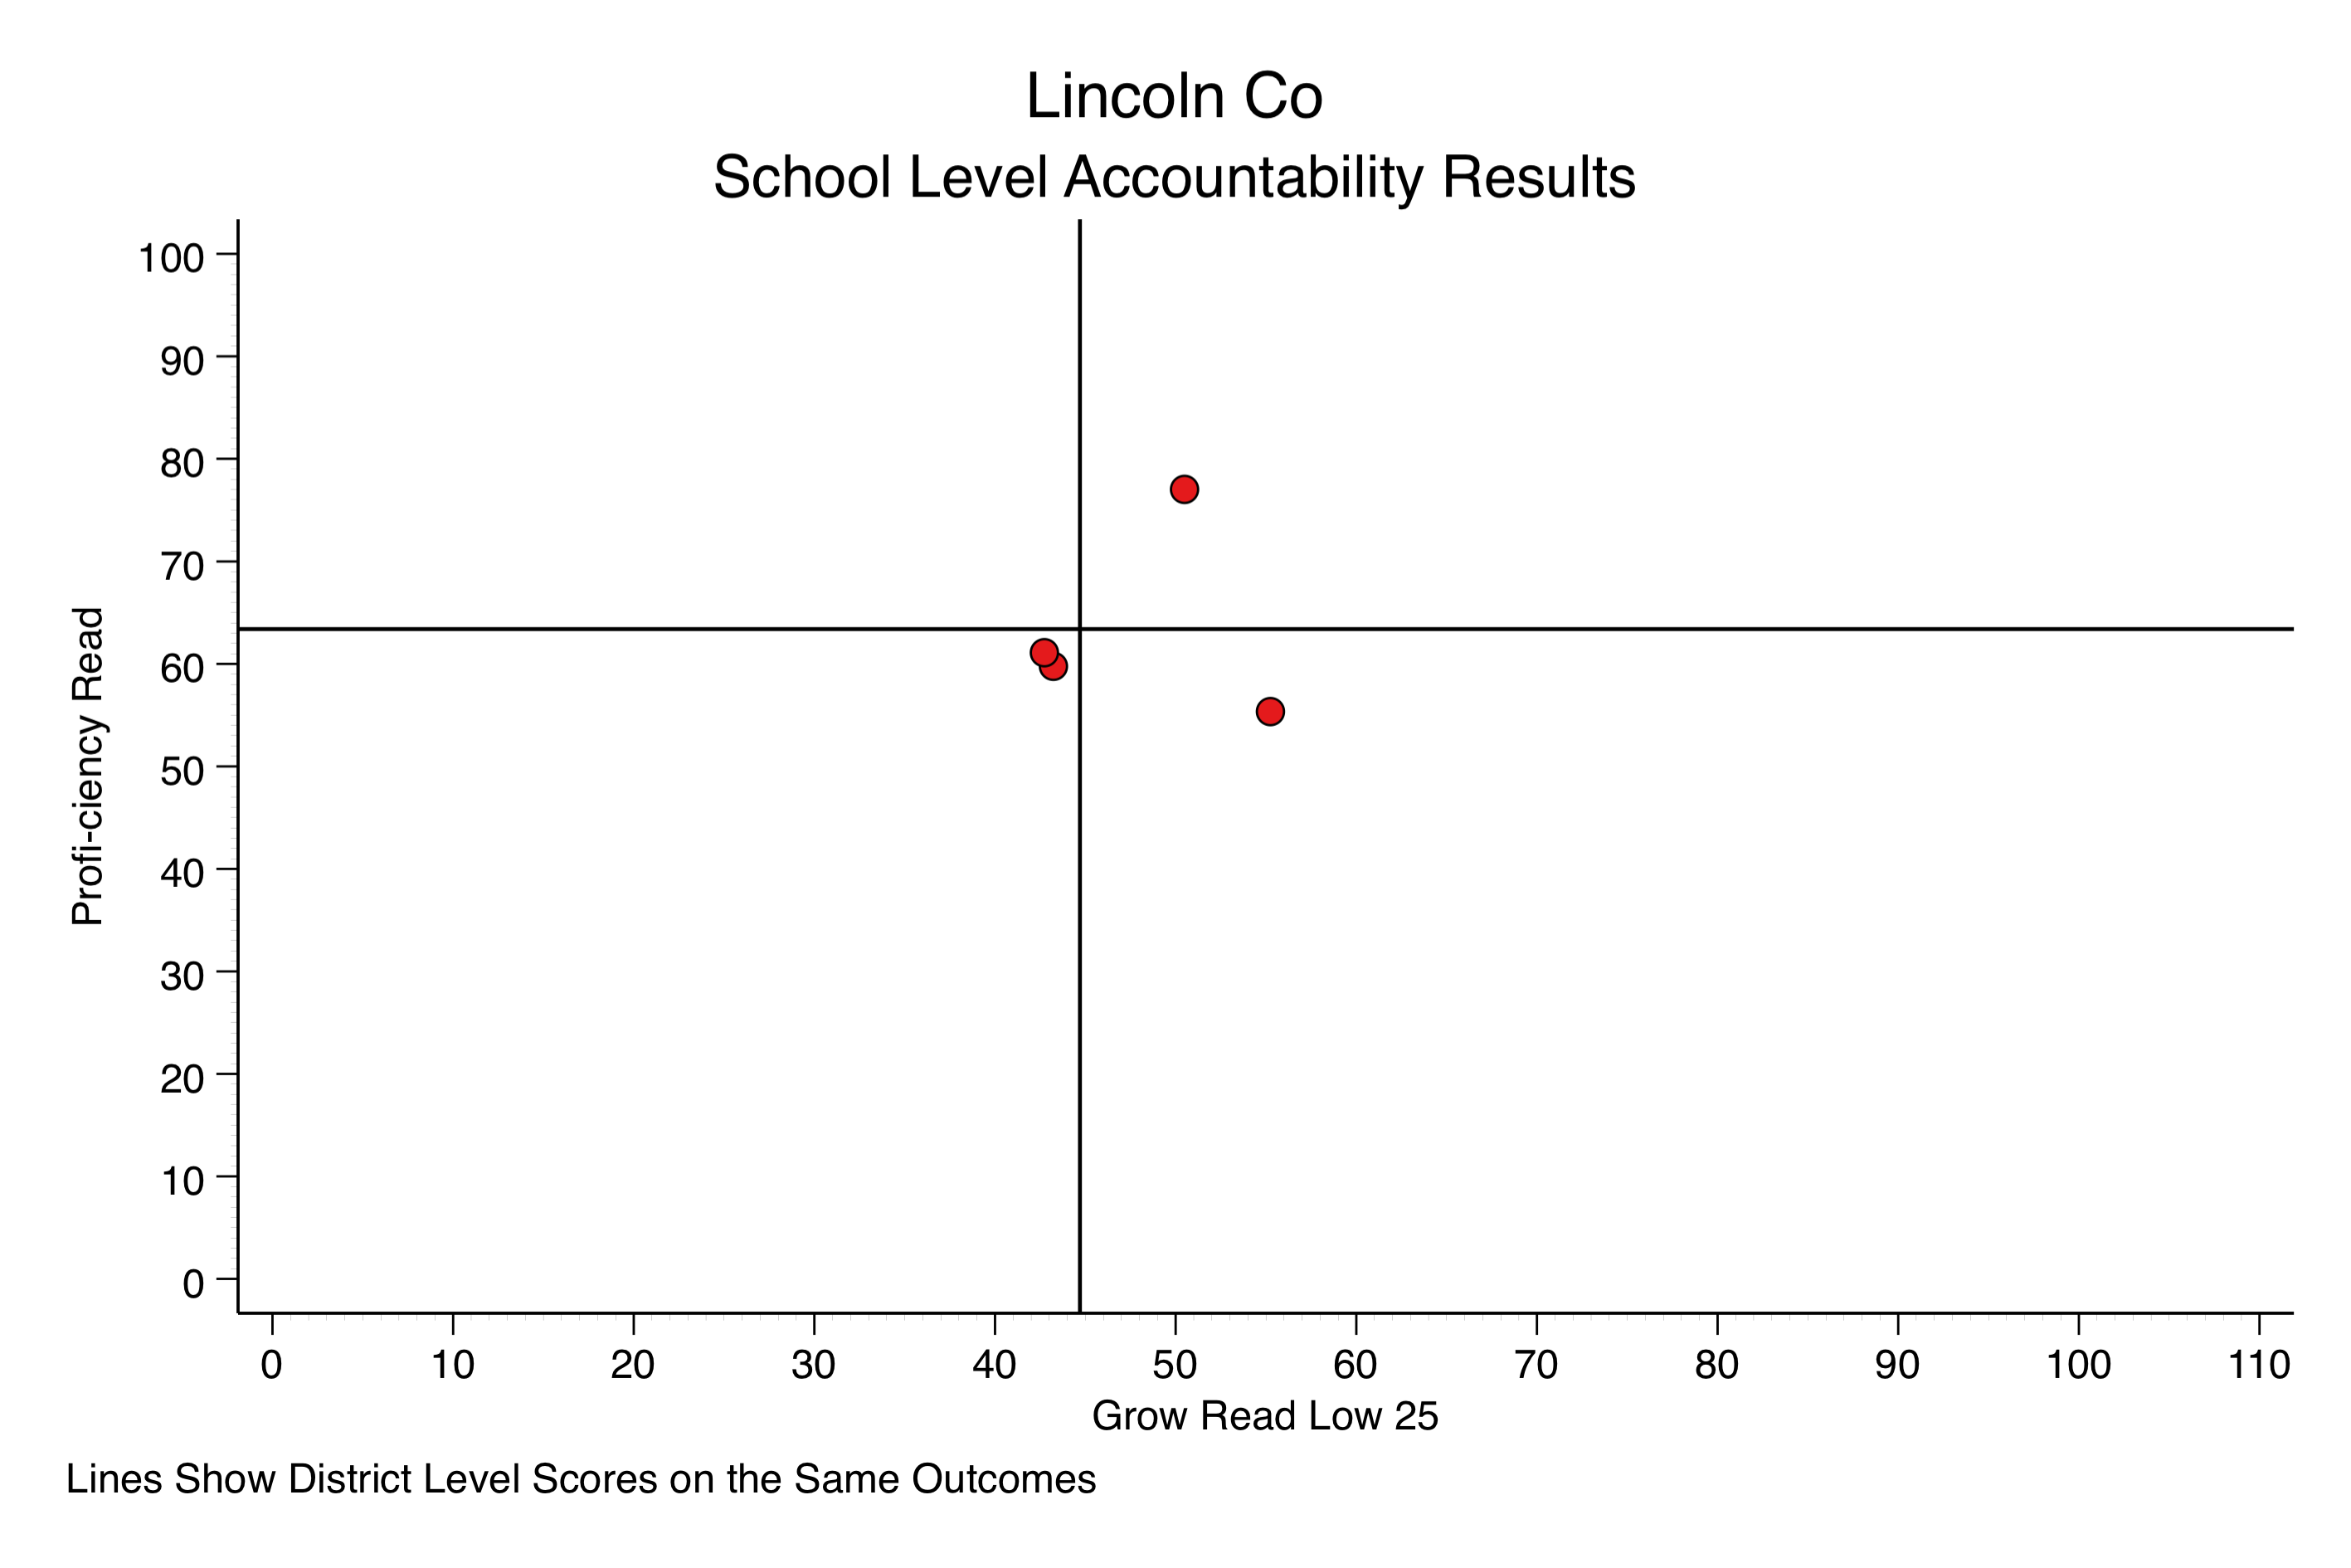 Lincoln Co
School Level Accountability Results
100
90
80
70
60
50
40
30
20
10
0
Profi-ciency Read
0 10 20 30 40 50 60 70 80 90 100 110
Grow Read Low 25
Lines Show District Level Scores on the Same Outcomes